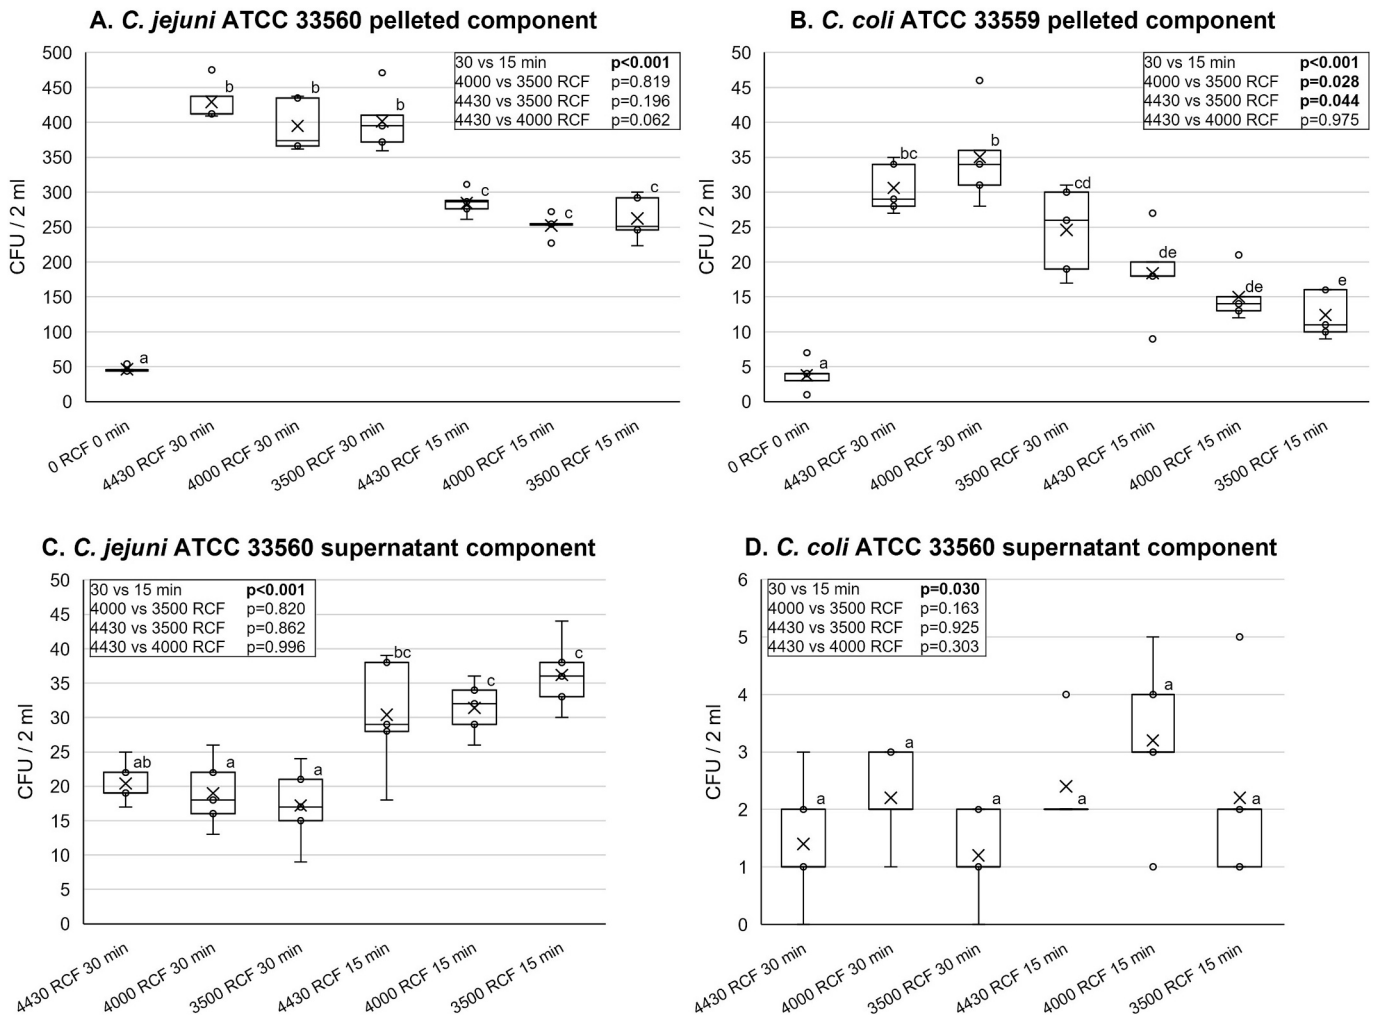 A. C. jejuni ATCC 33560 pelleted component
CFU / 2 ml
500
450
400
350
300
250
200
150
100
50
0
30 vs 15 min p<0.001
4000 vs 3500 RCF p=0.819
4430 vs 3500 RCF p=0.196
4430 vs 4000 RCF p=0.062
a
b
b
b
c
c
c
0 RCF 0 min
4430 RCF 30 min
4000 RCF 30 min
3500 RCF 30 min
4430 RCF 15 min
4000 RCF 15 min
3500 RCF 15 min
B. C. coli ATCC 33559 pelleted component
CFU / 2 ml
50
45
40
35
30
25
20
15
10
5
0
30 vs 15 min p<0.001
4000 vs 3500 RCF p=0.028
4430 vs 3500 RCF p=0.044
4430 vs 4000 RCF p=0.975
a
bc
b
cd
de
de
e
0 RCF 0 min
4430 RCF 30 min
4000 RCF 30 min
3500 RCF 30 min
4430 RCF 15 min
4000 RCF 15 min
3500 RCF 15 min
C. C. jejuni ATCC 33560 supernatant component
CFU / 2 ml
50
45
40
35
30
25
20
15
10
5
0
30 vs 15 min p<0.001
4000 vs 3500 RCF p=0.820
4430 vs 3500 RCF p=0.862
4430 vs 4000 RCF p=0.996
ab
a
a
bc
c
c
4430 RCF 30 min
4000 RCF 30 min
3500 RCF 30 min
4430 RCF 15 min
4000 RCF 15 min
3500 RCF 15 min
D. C. coli ATCC 33560 supernatant component
CFU / 2 ml
6
5
4
3
2
1
0
30 vs 15 min p=0.030
4000 vs 3500 RCF p=0.163
4430 vs 3500 RCF p=0.925
4430 vs 4000 RCF p=0.303
a
a
a
a
a
a
4430 RCF 30 min
4000 RCF 30 min
3500 RCF 30 min
4430 RCF 15 min
4000 RCF 15 min
3500 RCF 15 min